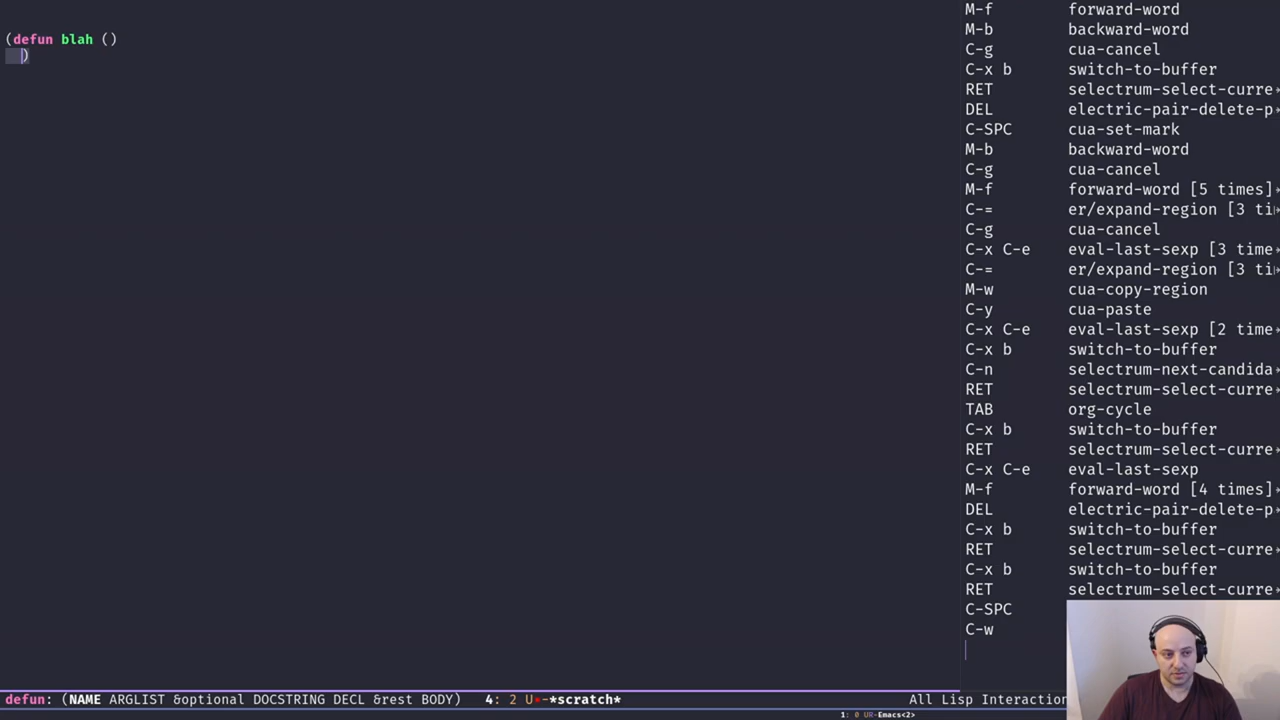 (defun blah ()
)
M-f forward-word
M-b backward-word
C-g cua-cancel
C-x b switch-to-buffer
RET selectrum-select-curre
DEL electric-pair-delete-p
C-SPC cua-set-mark
M-b backward-word
C-g cua-cancel
M-f forward-word [5 times]
C-= er/expand-region [3 ti
C-g cua-cancel
C-x C-e eval-last-sexp [3 time
C-= er/expand-region [3 ti
M-w cua-copy-region
C-y cua-paste
C-x C-e eval-last-sexp [2 time
C-x b switch-to-buffer
C-n selectrum-next-candida
RET selectrum-select-curre
TAB org-cycle
C-x b switch-to-buffer
RET selectrum-select-curre
C-x C-e eval-last-sexp
M-f forward-word [4 times]
DEL electric-pair-delete-p
C-x b switch-to-buffer
RET selectrum-select-curre
C-x b switch-to-buffer
RET selectrum-select-curre
C-SPC
C-w
defun: (NAME ARGLIST &optional DOCSTRING DECL &rest BODY) 4: 2 U -*scratch* All Lisp Interaction
1: 0 UR-Emacs<2>